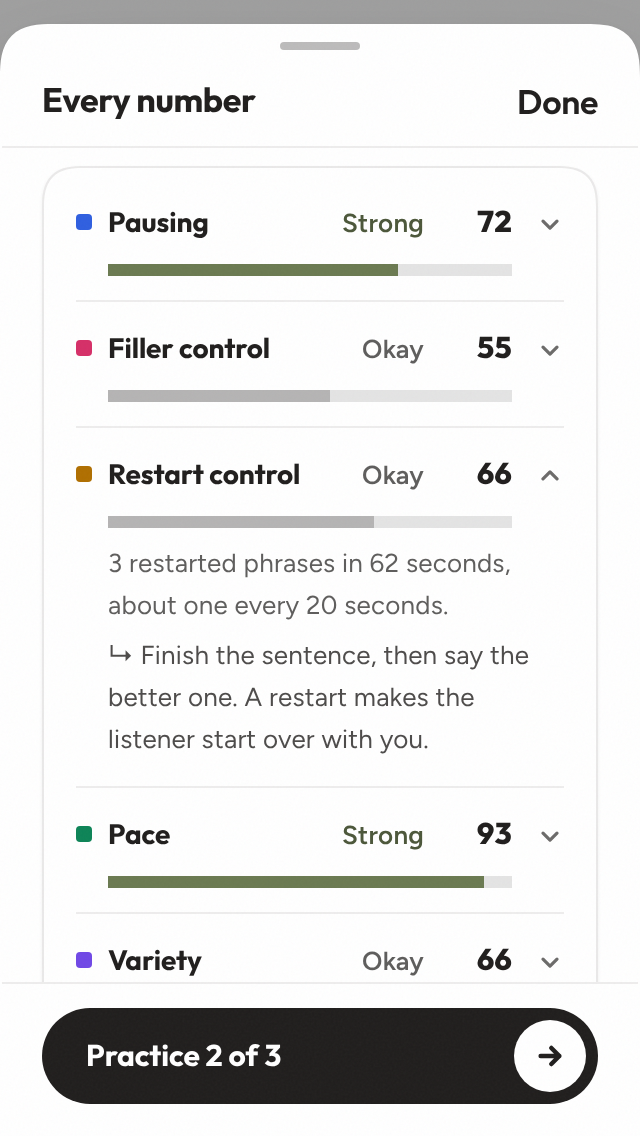 Every number
Done
Pausing Strong 72
Filler control Okay 55
Restart control Okay 66
3 restarted phrases in 62 seconds,
about one every 20 seconds.
↳ Finish the sentence, then say the
better one. A restart makes the
listener start over with you.
Pace Strong 93
Variety Okay 66
Practice 2 of 3